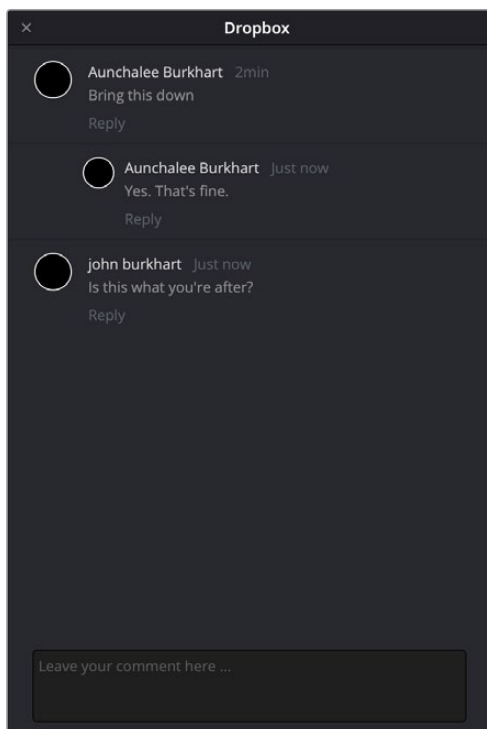 × Dropbox
Aunchalee Burkhart 2min
Bring this down
Reply
Aunchalee Burkhart Just now
Yes. That's fine.
Reply
john burkhart Just now
Is this what you're after?
Reply
Leave your comment here ...